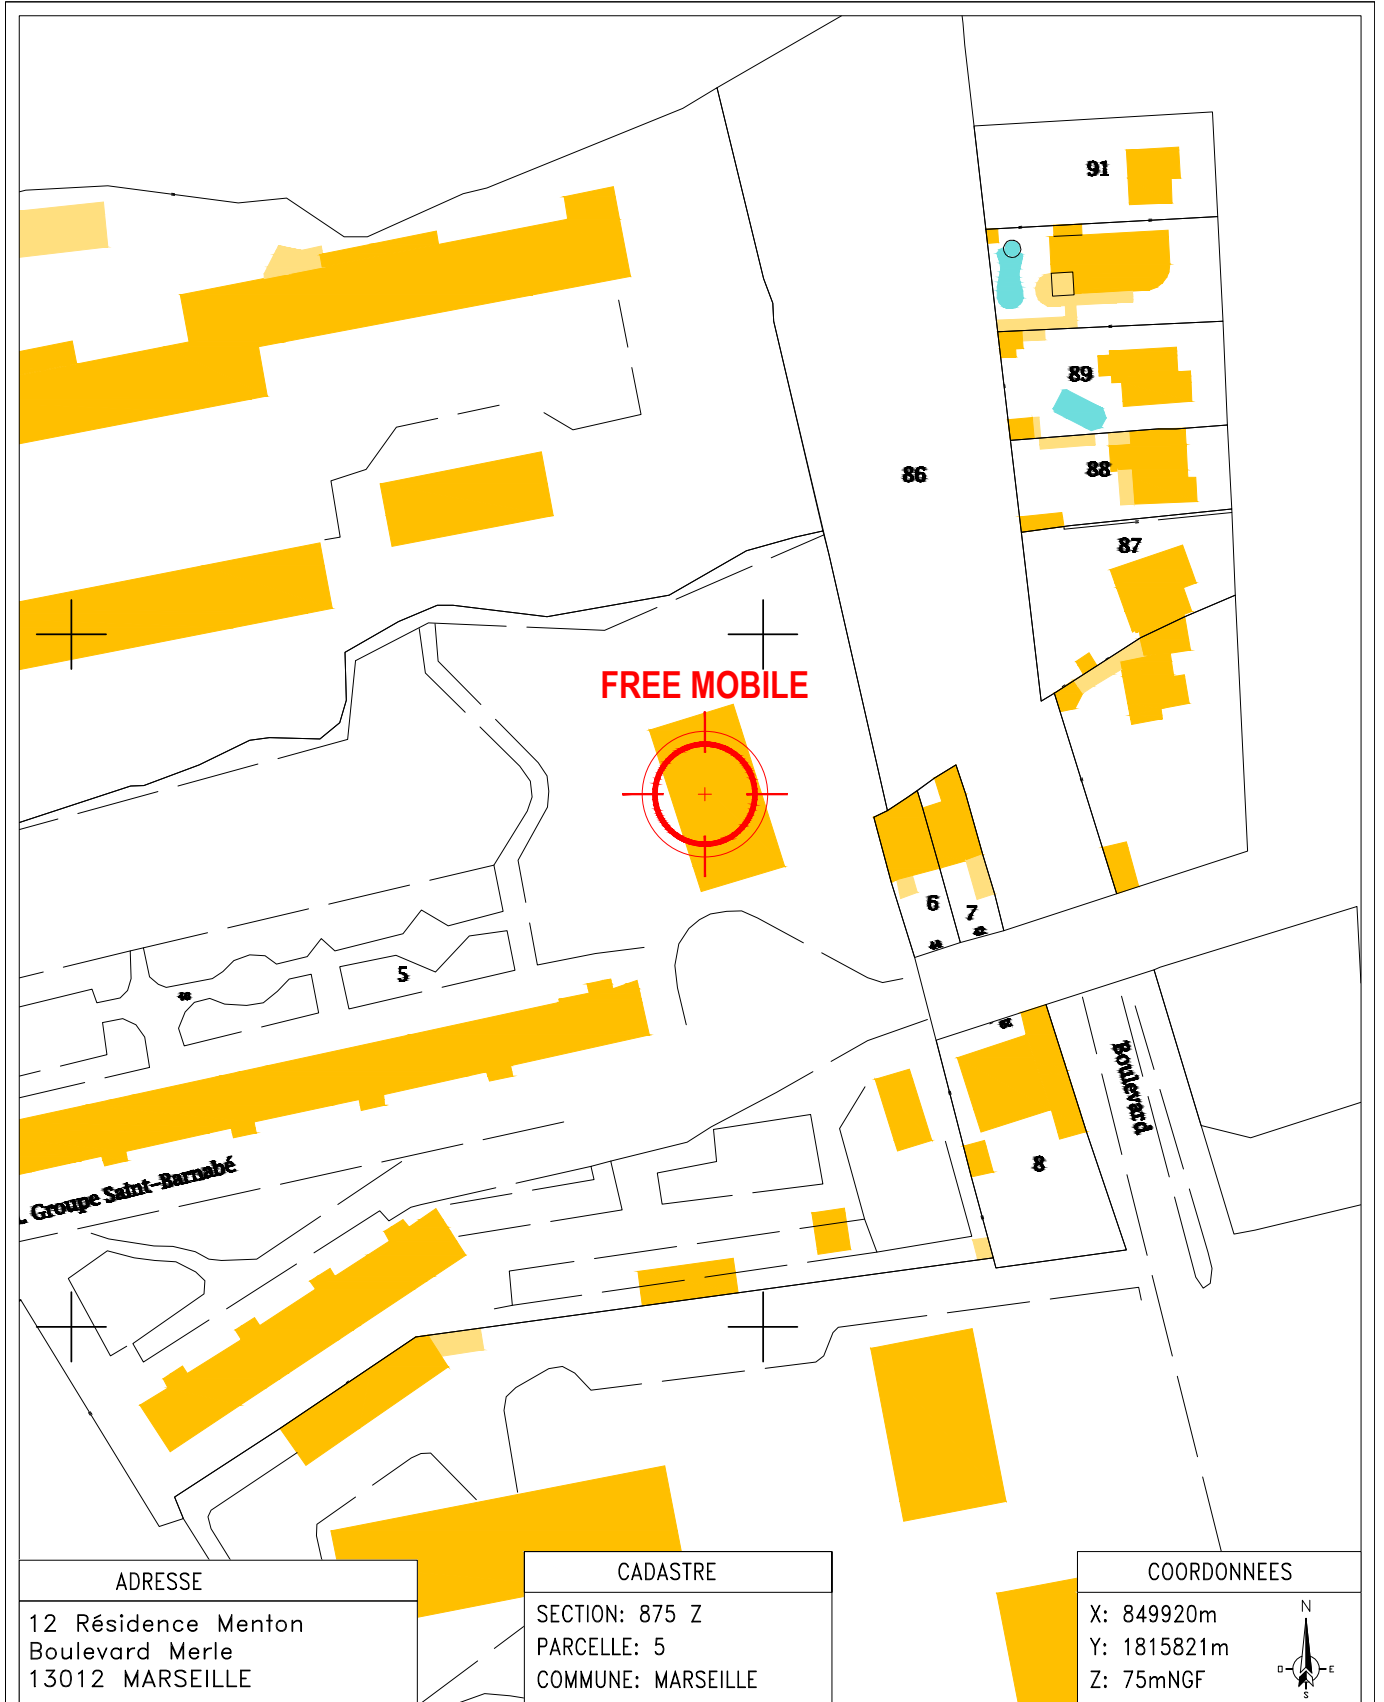 91
89
86
88
87
FREE MOBILE
6
7
5
Boulevard
8
Groupe Saint-Barnabé
ADRESSE
12 Résidence Menton
Boulevard Merle
13012 MARSEILLE
CADASTRE
SECTION: 875 Z
PARCELLE: 5
COMMUNE: MARSEILLE
COORDONNEES
X: 849920m
Y: 1815821m
Z: 75mNGF
N
O
E
S